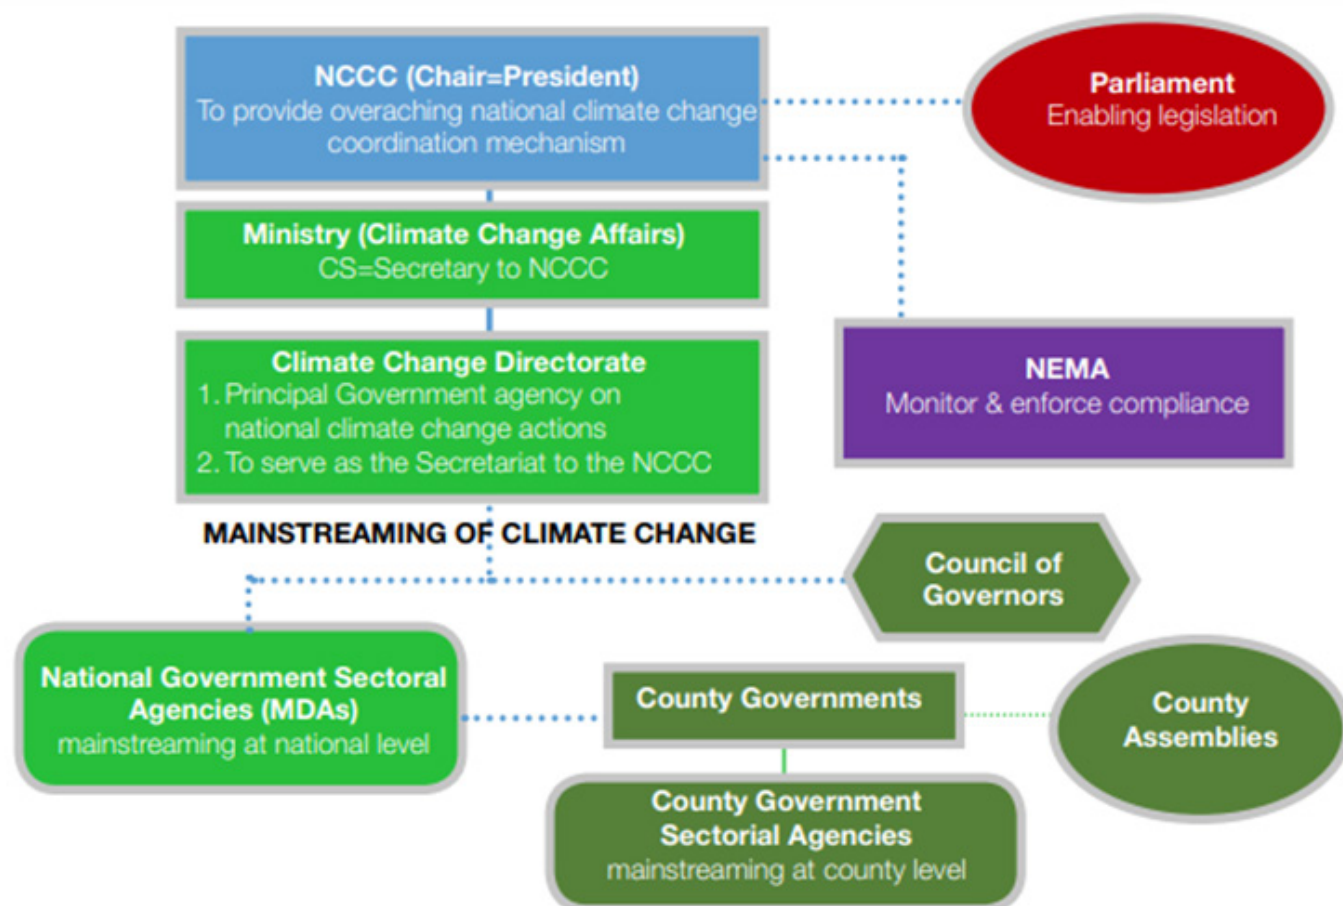 NCCC (Chair=President)
To provide overaching national climate change
coordination mechanism
Parliament
Enabling legislation
Ministry (Climate Change Affairs)
CS=Secretary to NCCC
Climate Change Directorate
1. Principal Government agency on
national climate change actions
2. To serve as the Secretariat to the NCCC
NEMA
Monitor & enforce compliance
MAINSTREAMING OF CLIMATE CHANGE
Council of
Governors
National Government Sectoral
Agencies (MDAs)
mainstreaming at national level
County Governments
County
Assemblies
County Government
Sectorial Agencies
mainstreaming at county level